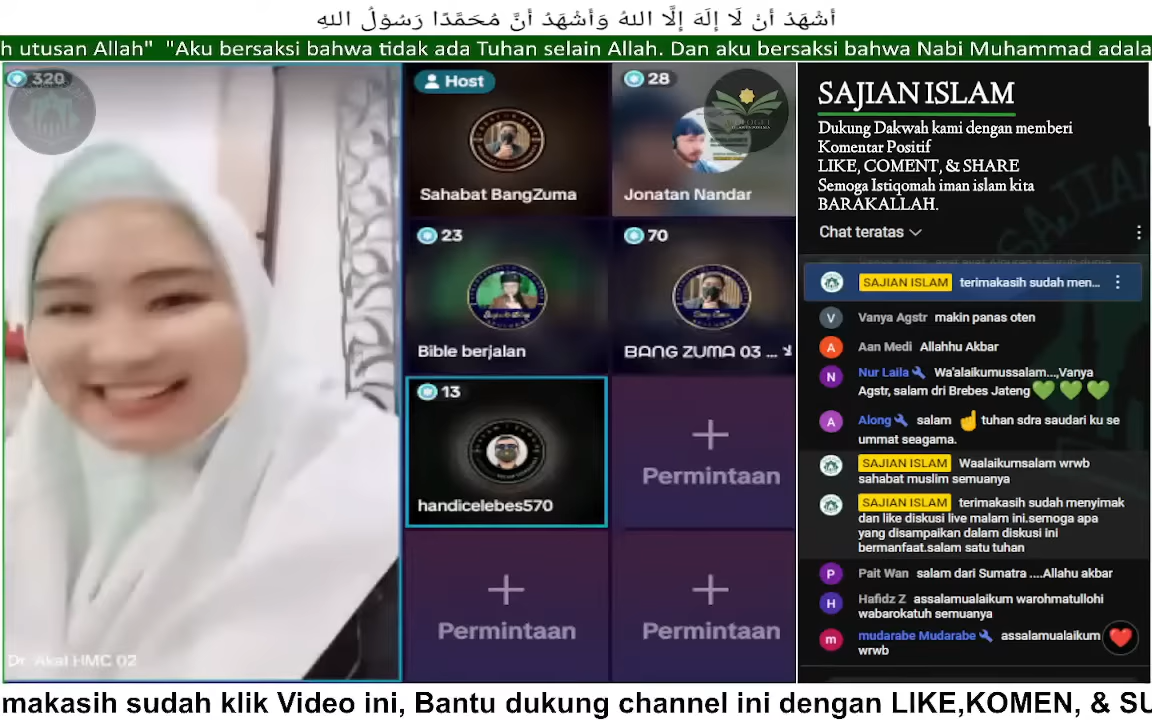 أشْهَدُ أنْ لَا إلَهَ إلَّا اللهُ وَأشْهَدُ أنَّ مُحَمَّدًا رَسُوْلُ اللهِ
h utusan Allah" "Aku bersaksi bahwa tidak ada Tuhan selain Allah. Dan aku bersaksi bahwa Nabi Muhammad adala
320
Dr. Akal HMC 02
Host
Sahabat BangZuma
28
Jonatan Nandar
23
Bible berjalan
70
BANG ZUMA 03 ...
13
handicelebes570
Permintaan
Permintaan
Permintaan
SAJIAN ISLAM
Dukung Dakwah kami dengan memberi
Komentar Positif
LIKE, COMENT, & SHARE
Semoga Istiqomah iman islam kita
BARAKALLAH.
Chat teratas
SAJIAN ISLAM terimakasih sudah men...
V Vanya Agstr makin panas oten
A Aan Medi Allahhu Akbar
N Nur Laila Wa'alaikumussalam...,Vanya
Agstr, salam dri Brebes Jateng
A Along salam ☝ tuhan sdra saudari ku se
ummat seagama.
SAJIAN ISLAM Waalaikumsalam wrwb
sahabat muslim semuanya
SAJIAN ISLAM terimakasih sudah menyimak
dan like diskusi live malam ini.semoga apa
yang disampaikan dalam diskusi ini
bermanfaat.salam satu tuhan
P Pait Wan salam dari Sumatra ....Allahu akbar
H Hafidz Z assalamualaikum warohmatullohi
wabarokatuh semuanya
m mudarabe Mudarabe assalamualaikum
wrwb
makasih sudah klik Video ini, Bantu dukung channel ini dengan LIKE,KOMEN, & SU